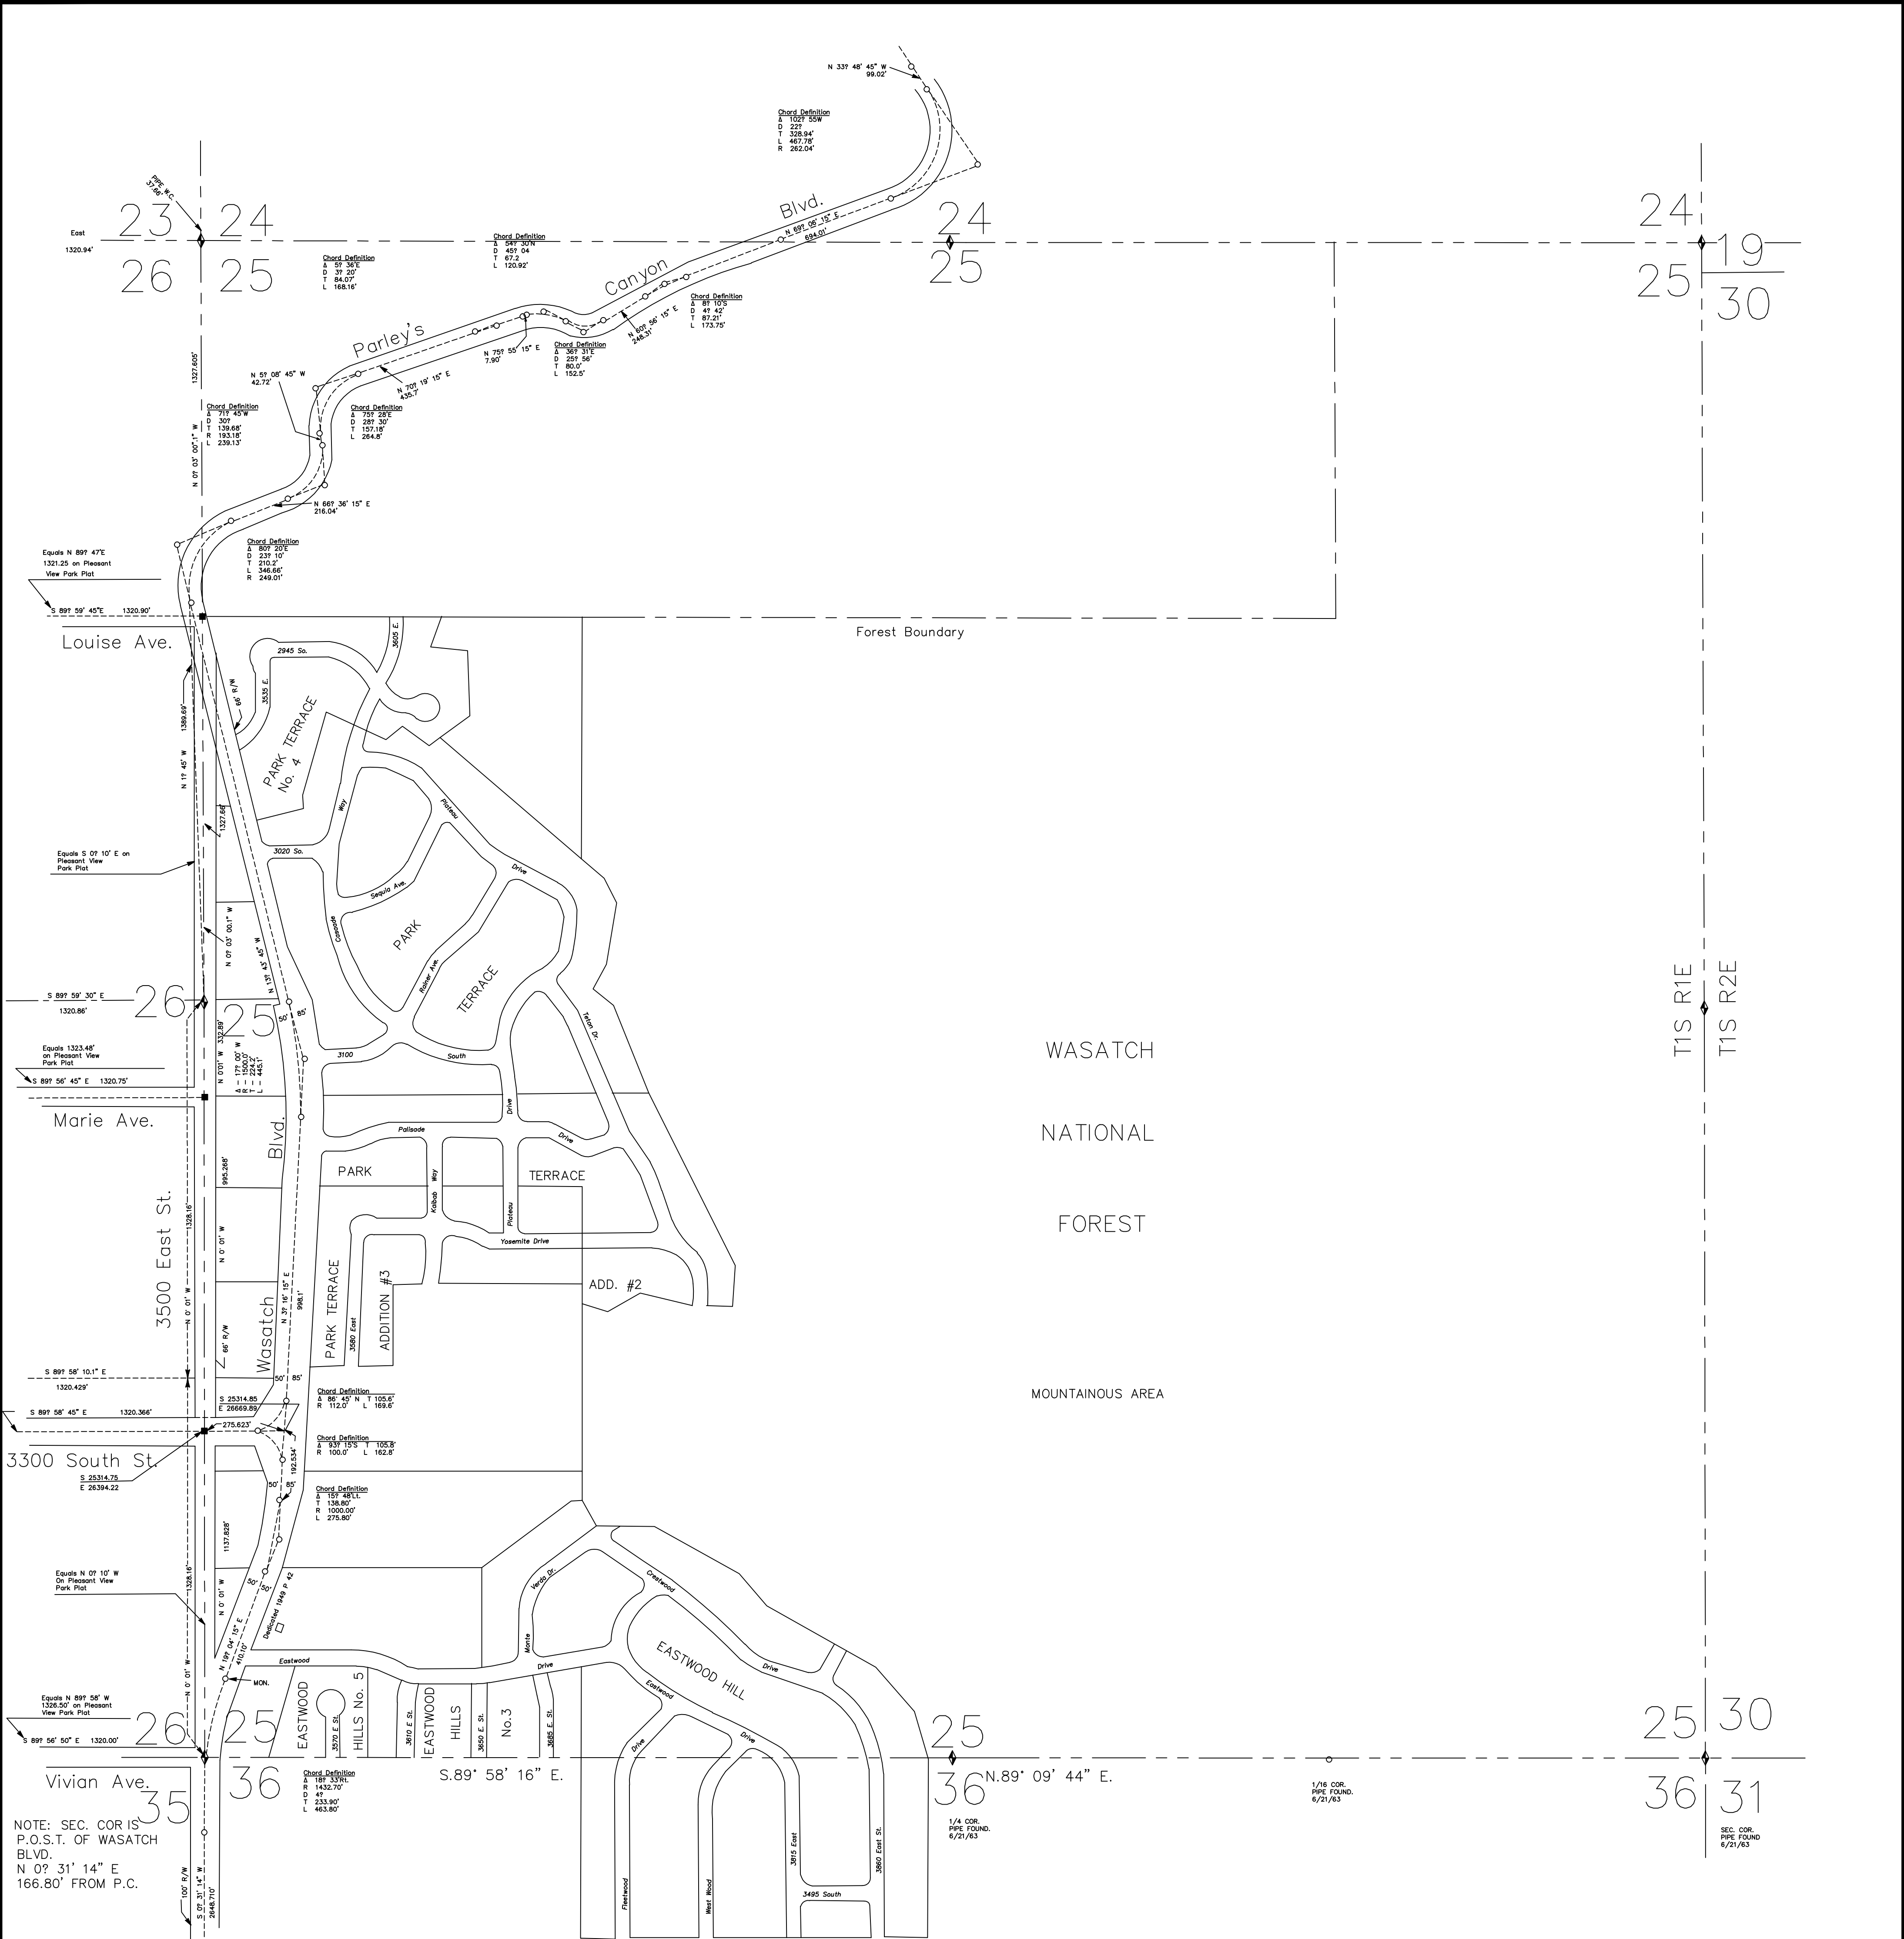 N 33? 48' 45" W
99.02'
Chord Definition
Δ 102? 55W
D 22?
T 328.94'
L 467.78'
R 262.04'
PIPE W.C.
37.66'
23
24
East
1320.94'
26
25
Chord Definition
Δ 5? 36'E
D 3? 20'
T 84.07'
L 168.16'
Chord Definition
Δ 54? 30'N
D 45? 04
T 67.2
L 120.92'
Parley's
Canyon
Blvd.
N 69? 06' 15" E
694.01'
24
25
24
19
25
30
Chord Definition
Δ 8? 10'S
D 4? 42'
T 87.21'
L 173.75'
N 60? 56' 15" E
248.31'
Chord Definition
Δ 36? 31'E
D 25? 56'
T 80.0'
L 152.5'
N 75? 55' 15" E
7.90'
N 70? 19' 15" E
435.7'
N 5? 08' 45" W
42.72'
1327.605'
N 0? 03' 00".1" W
Chord Definition
Δ 71? 45'W
D 30?
T 139.68'
R 193.18'
L 239.13'
Chord Definition
Δ 75? 28'E
D 28? 30'
T 157.18'
L 264.8'
N 66? 36' 15" E
216.04'
Chord Definition
Δ 80? 20'E
D 23? 10'
T 210.2'
L 346.66'
R 249.01'
Equals N 89? 47'E
1321.25 on Pleasant
View Park Plat
S 89? 59' 45"E 1320.90'
Louise Ave.
Forest Boundary
2945 So.
3605 E.
3535 E.
66' R/W
1389.69'
N 1? 45' W
PARK TERRACE
No. 4
1327.66'
Way
Plateau
Drive
3020 So.
Equals S 0? 10' E on
Pleasant View
Park Plat
Sequia Ave.
Cascade
PARK
Rainer Ave.
TERRACE
N 0? 03' 00.1" W
N 13? 43' 45" W
S 89? 59' 30" E
1320.86'
26
25
50' 85'
332.89'
N 0'01' W
Δ – 17? 00' W
R – 1500.0'
T – 224.2'
L – 445.1'
3100
South
Teton Dr.
Equals 1323.48'
on Pleasant View
Park Plat
S 89? 56' 45" E 1320.75'
Marie Ave.
Blvd.
Palisade
Drive
Drive
PARK
TERRACE
Kaibab Way
Plateau
Yosemite Drive
995.268'
1328.16'
3500 East St.
N 0' 01' W
N 0' 01' W
N 3? 16' 15" E
998.1'
PARK TERRACE
ADDITION #3
3580 East
ADD. #2
66' R/W
Wasatch
WASATCH
NATIONAL
FOREST
MOUNTAINOUS AREA
T1S R1E
T1S R2E
S 89? 58' 10.1" E
1320.429'
50' 85'
S 25314.85
E 26669.89
Chord Definition
Δ 86' 45' N T 105.6'
R 112.0' L 169.6'
S 89? 58' 45" E 1320.366'
275.623'
Chord Definition
Δ 93? 15'S T 105.8'
R 100.0' L 162.8'
3300 South St.
192.534'
S 25314.75
E 26394.22
50' 85'
Chord Definition
Δ 15? 48'Lt.
T 138.80'
R 1000.00'
L 275.80'
1137.828'
Equals N 0? 10' W
On Pleasant View
Park Plat
1328.16'
N 0' 01' W
50' 50'
Dedicated 1949 P 42
N 19? 04' 15" E
410.10'
MON.
Verda Dr.
Monte
Crestwood
Drive
EASTWOOD HILL
Eastwood
Drive
Eastwood
Drive
Equals N 89? 58' W
1326.50' on Pleasant
View Park Plat
N 0' 01' W
S 89? 56' 50" E 1320.00'
26
25
EASTWOOD
HILLS No. 5
3570 E St.
3610 E St.
EASTWOOD
HILLS
No.3
3650 E. St.
3685 E. St.
Drive
25
25
30
Vivian Ave.
35
36
Chord Definition
Δ 18? 33'Rt.
R 1432.70'
D 4?
T 233.90'
L 463.80'
S.89° 58' 16" E.
36
N.89° 09' 44" E.
1/4 COR.
PIPE FOUND.
6/21/63
1/16 COR.
PIPE FOUND.
6/21/63
36
31
SEC. COR.
PIPE FOUND
6/21/63
NOTE: SEC. COR IS
P.O.S.T. OF WASATCH
BLVD.
N 0? 31' 14" E
166.80' FROM P.C.
100' R/W
S 0? 31' 14" W
2648.710'
Fleetwood
West Wood
3815 East
3860 East St.
3495 South